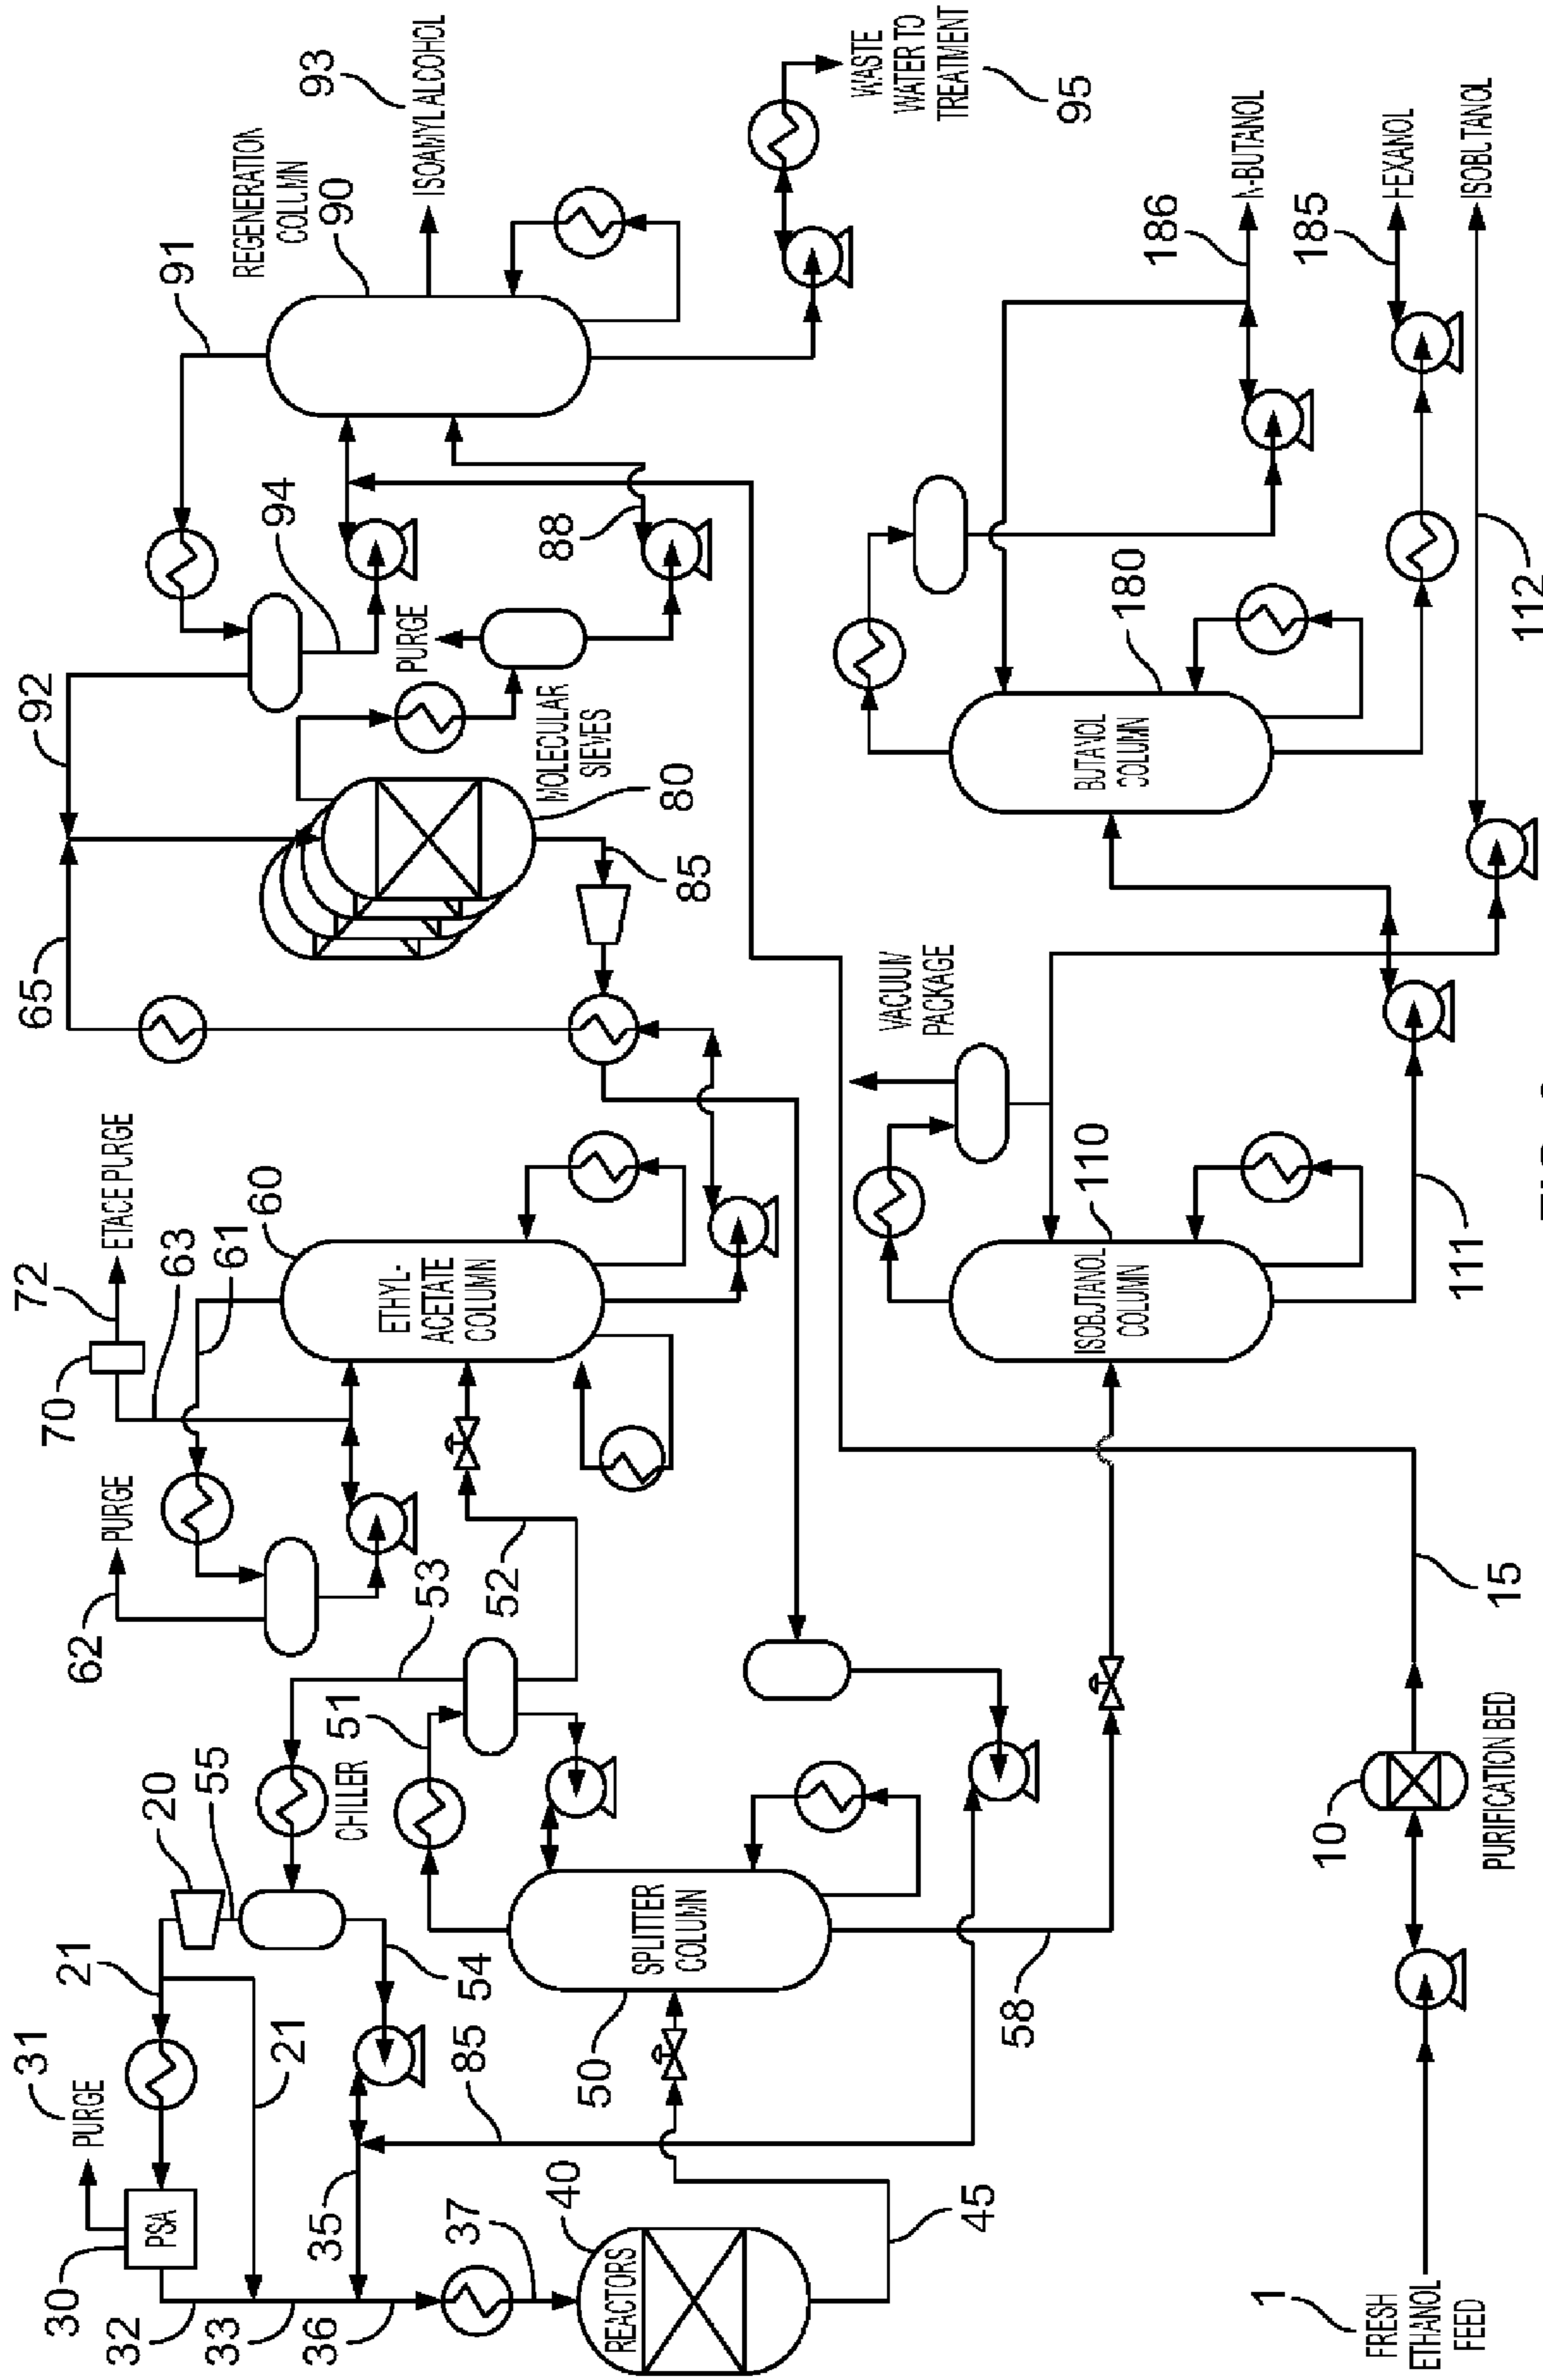 72
65
92
91
31
PURGE
21
62
PURGE
70
ETACE PURGE
63
61
30
PSA
32
33
36
20
55
60
94
REGENERATION
COLUMN
90
93
ISOAMYL ALCOHOL
21
35
37
54
CHILLER
51
53
52
ETHYL-
ACETATE
COLUMN
PURGE
88
MOLECULAR
SIEVES
80
85
40
REACTORS
85
45
50
SPLITTER
COLUMN
58
WASTE
WATER TO
TREATMENT
95
VACUUM
PACKAGE
110
ISOBUTANOL
COLUMN
BUTANOL
COLUMN
180
186
N-BUTANOL
185
HEXANOL
ISOBUTANOL
1
FRESH
ETHANOL
FEED
10
PURIFICATION BED
15
111
112